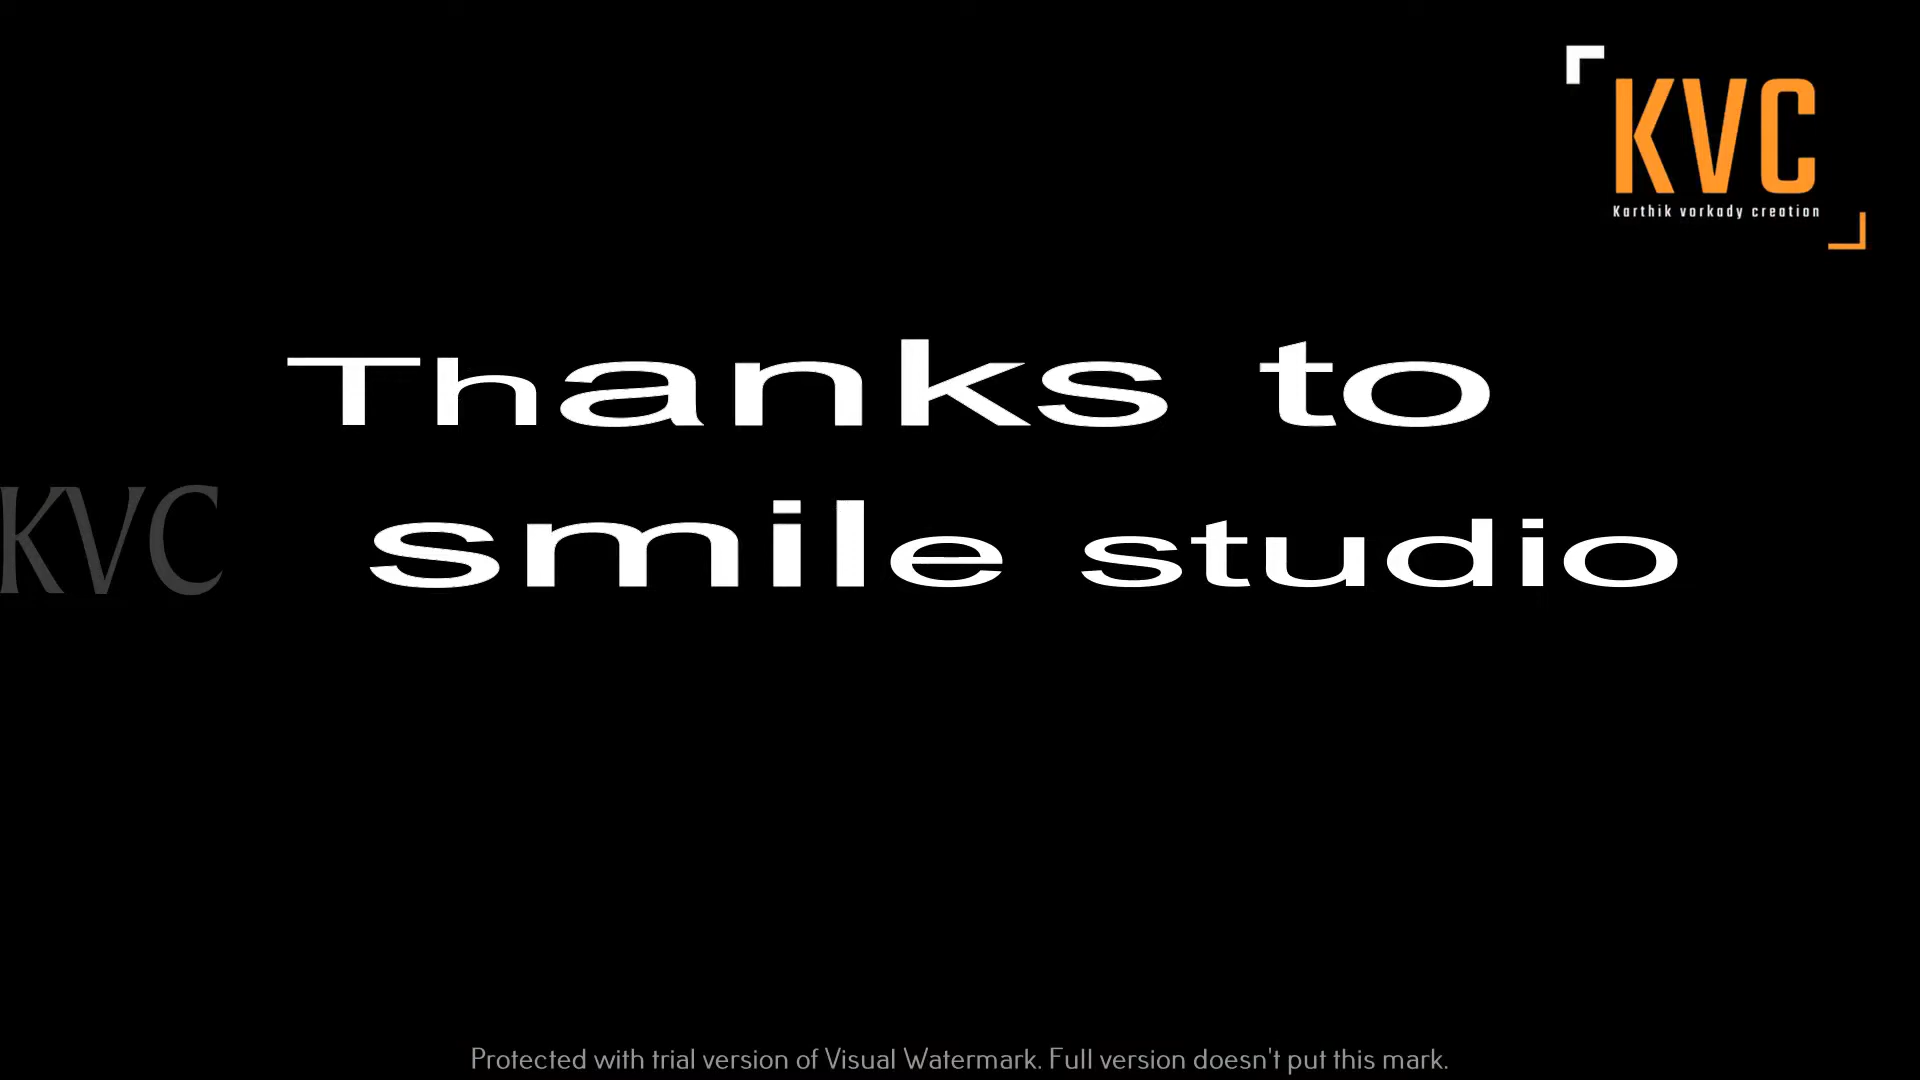 KVC
Karthik varkady creation
Thanks to
KVC
smile studio
Protected with trial version of Visual Watermark. Full version doesn't put this mark.